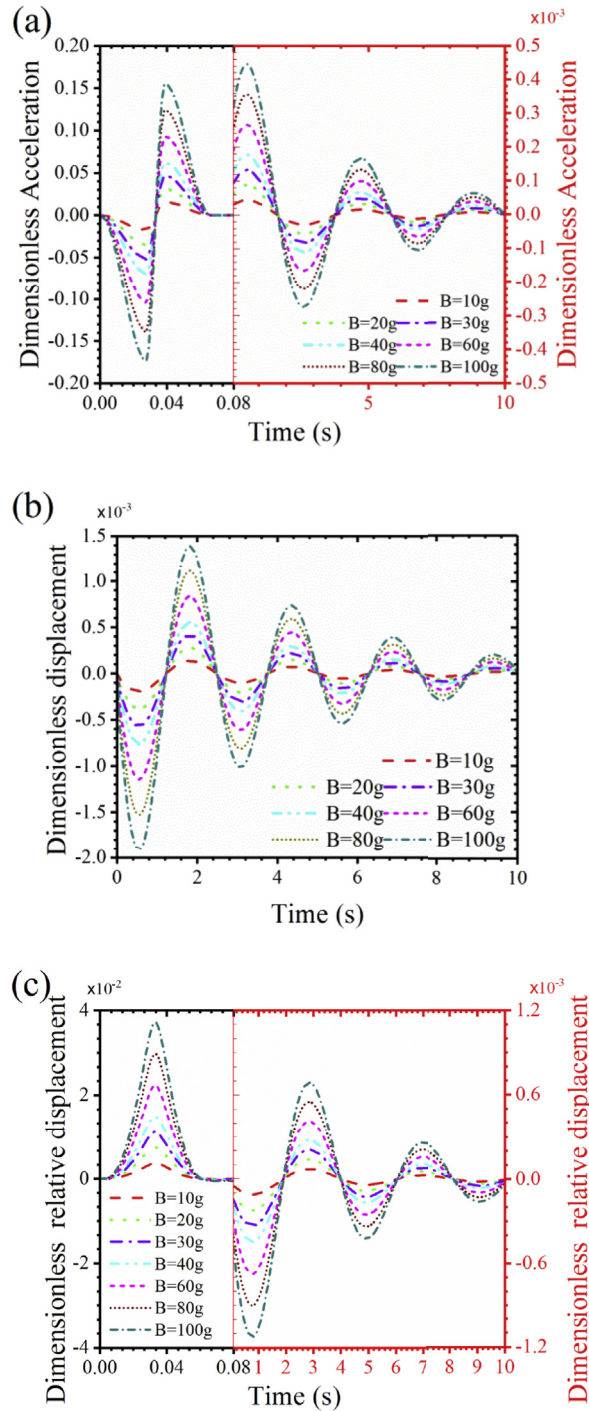 (a)
×10⁻³
0.20
0.15
0.10
0.05
0.00
-0.05
-0.10
-0.15
-0.20
Dimensionless Acceleration
0.5
0.4
0.3
0.2
0.1
0.0
-0.1
-0.2
-0.3
-0.4
-0.5
Dimensionless Acceleration
B=10g
B=20g
B=30g
B=40g
B=60g
B=80g
B=100g
0.00 0.04 0.08 5 10
Time (s)
(b)
×10⁻³
1.5
1.0
0.5
0.0
-0.5
-1.0
-1.5
-2.0
Dimensionless displacement
B=10g
B=20g
B=30g
B=40g
B=60g
B=80g
B=100g
0 2 4 6 8 10
Time (s)
(c)
x10⁻²
×10⁻³
4
2
0
-2
-4
Dimensionless relative displacement
1.2
0.6
0.0
-0.6
-1.2
Dimensionless relative displacement
B=10g
B=20g
B=30g
B=40g
B=60g
B=80g
B=100g
0.00 0.04 0.08 1 2 3 4 5 6 7 8 9 10
Time (s)